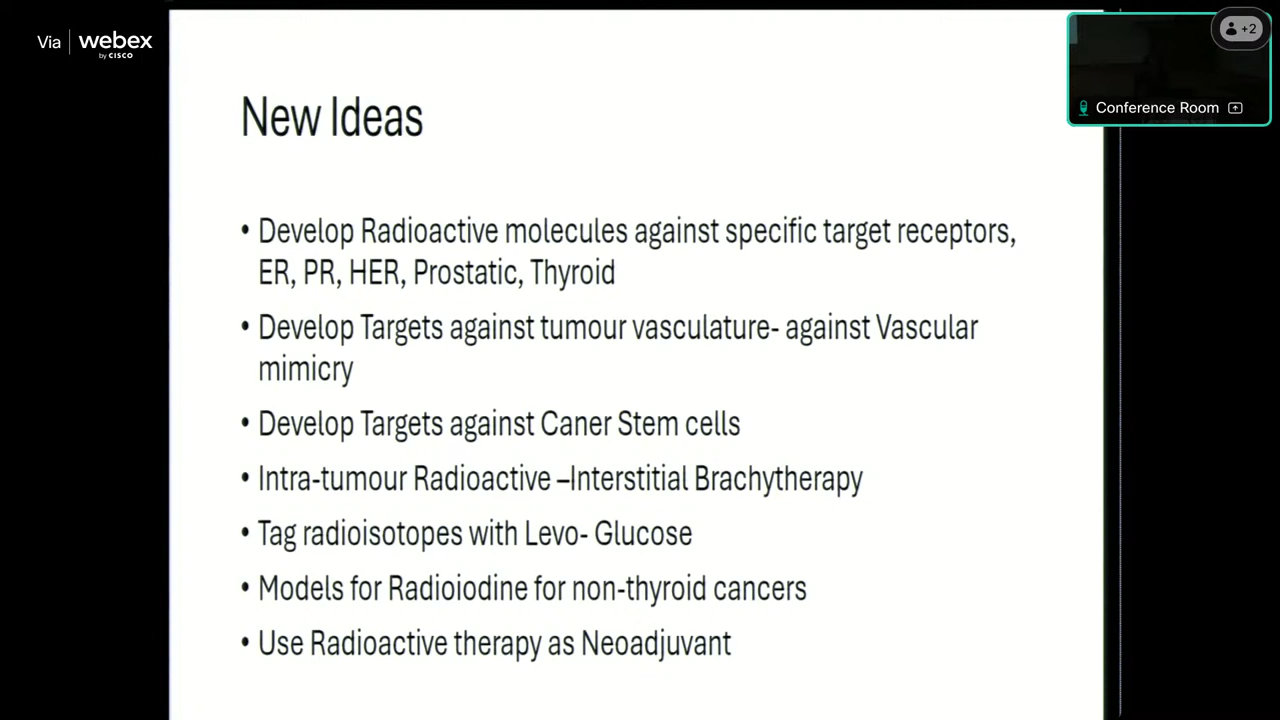 Via webex
by CISCO
+2
Conference Room
New Ideas
• Develop Radioactive molecules against specific target receptors,
ER, PR, HER, Prostatic, Thyroid
• Develop Targets against tumour vasculature- against Vascular
mimicry
• Develop Targets against Caner Stem cells
• Intra-tumour Radioactive –Interstitial Brachytherapy
• Tag radioisotopes with Levo- Glucose
• Models for Radioiodine for non-thyroid cancers
• Use Radioactive therapy as Neoadjuvant